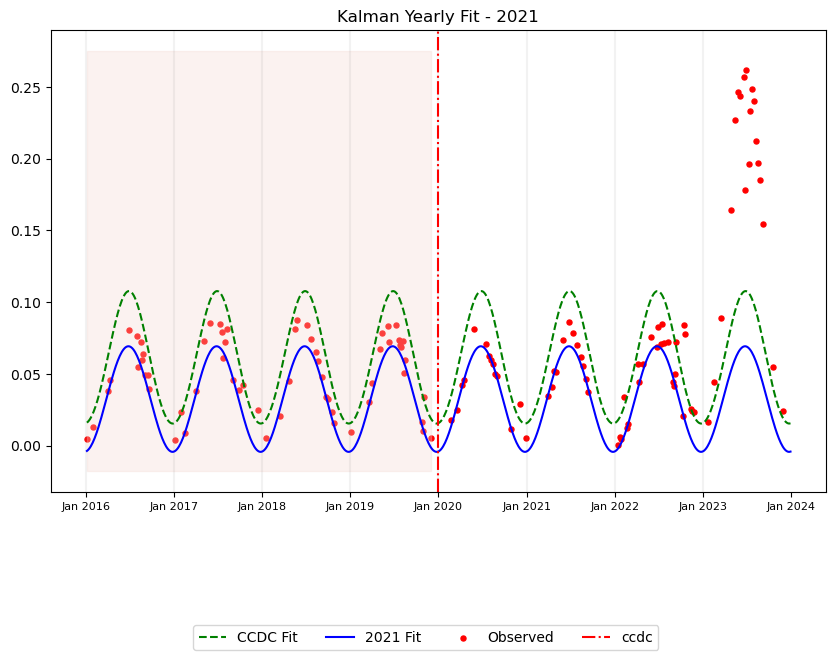 Kalman Yearly Fit - 2021
0.25
0.20
0.15
0.10
0.05
0.00
Jan 2016 Jan 2017 Jan 2018 Jan 2019 Jan 2020 Jan 2021 Jan 2022 Jan 2023 Jan 2024
CCDC Fit 2021 Fit Observed ccdc